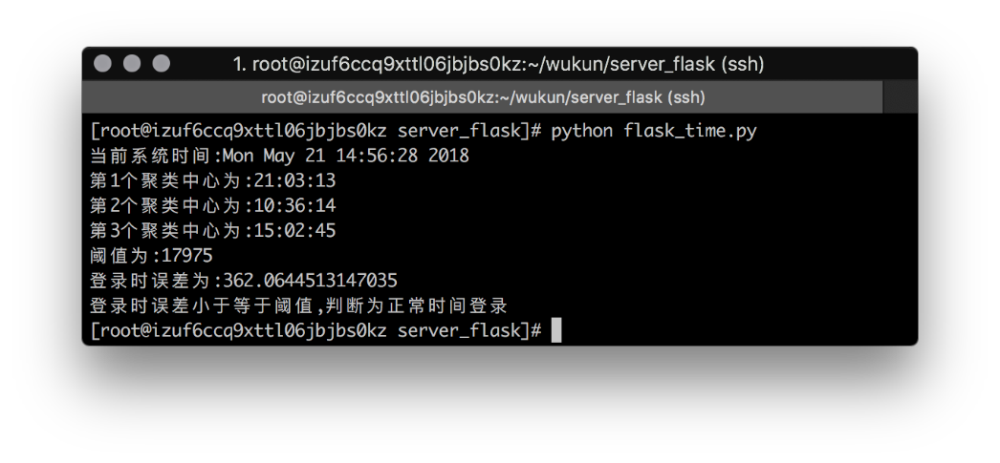 1. root@izuf6ccq9xttl06jbjbs0kz:~/wukun/server_flask (ssh)
root@izuf6ccq9xttl06jbjbs0kz:~/wukun/server_flask (ssh)
[root@izuf6ccq9xttl06jbjbs0kz server_flask]# python flask_time.py
当前系统时间:Mon May 21 14:56:28 2018
第1个聚类中心为:21:03:13
第2个聚类中心为:10:36:14
第3个聚类中心为:15:02:45
阈值为:17975
登录时误差为:362.0644513147035
登录时误差小于等于阈值,判断为正常时间登录
[root@izuf6ccq9xttl06jbjbs0kz server_flask]#